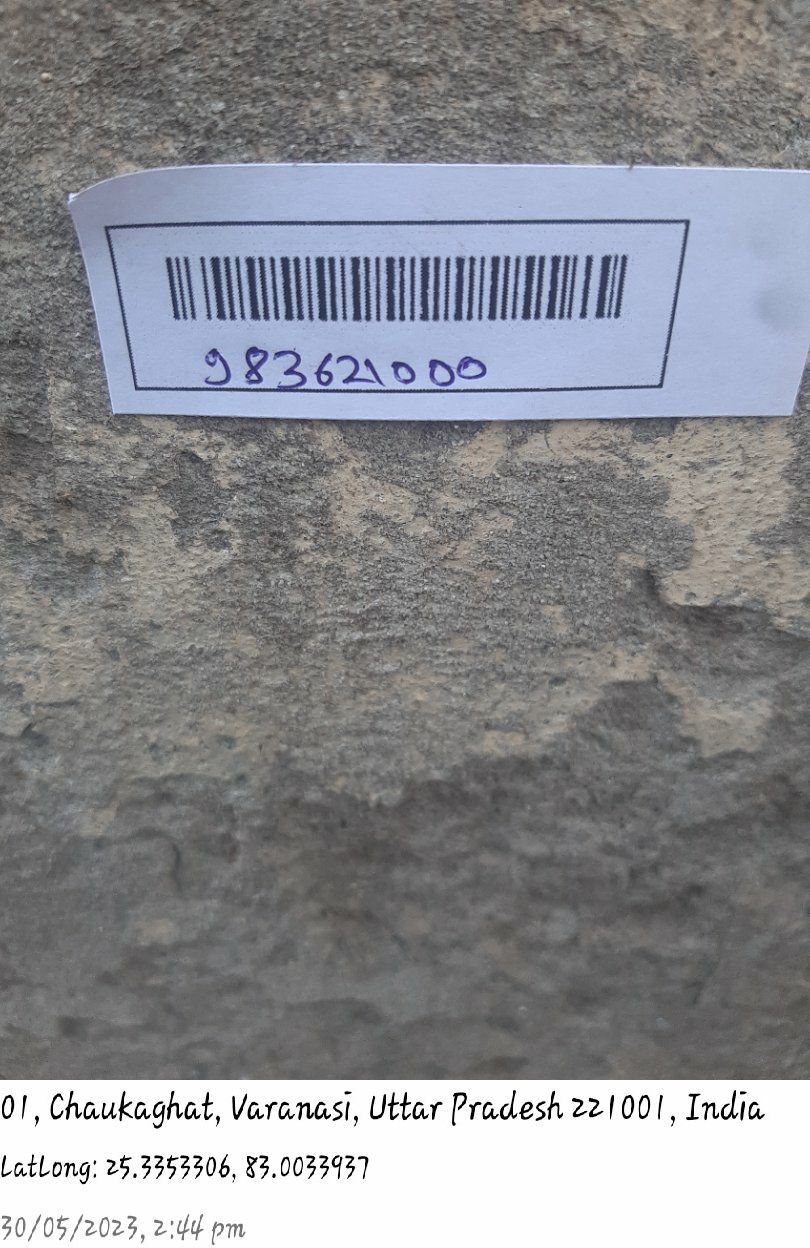 983621000
01, Chaukaghat, Varanasi, Uttar Pradesh 221001, India
LatLong: 25.3353306, 83.0033937
30/05/2023, 2:44 pm